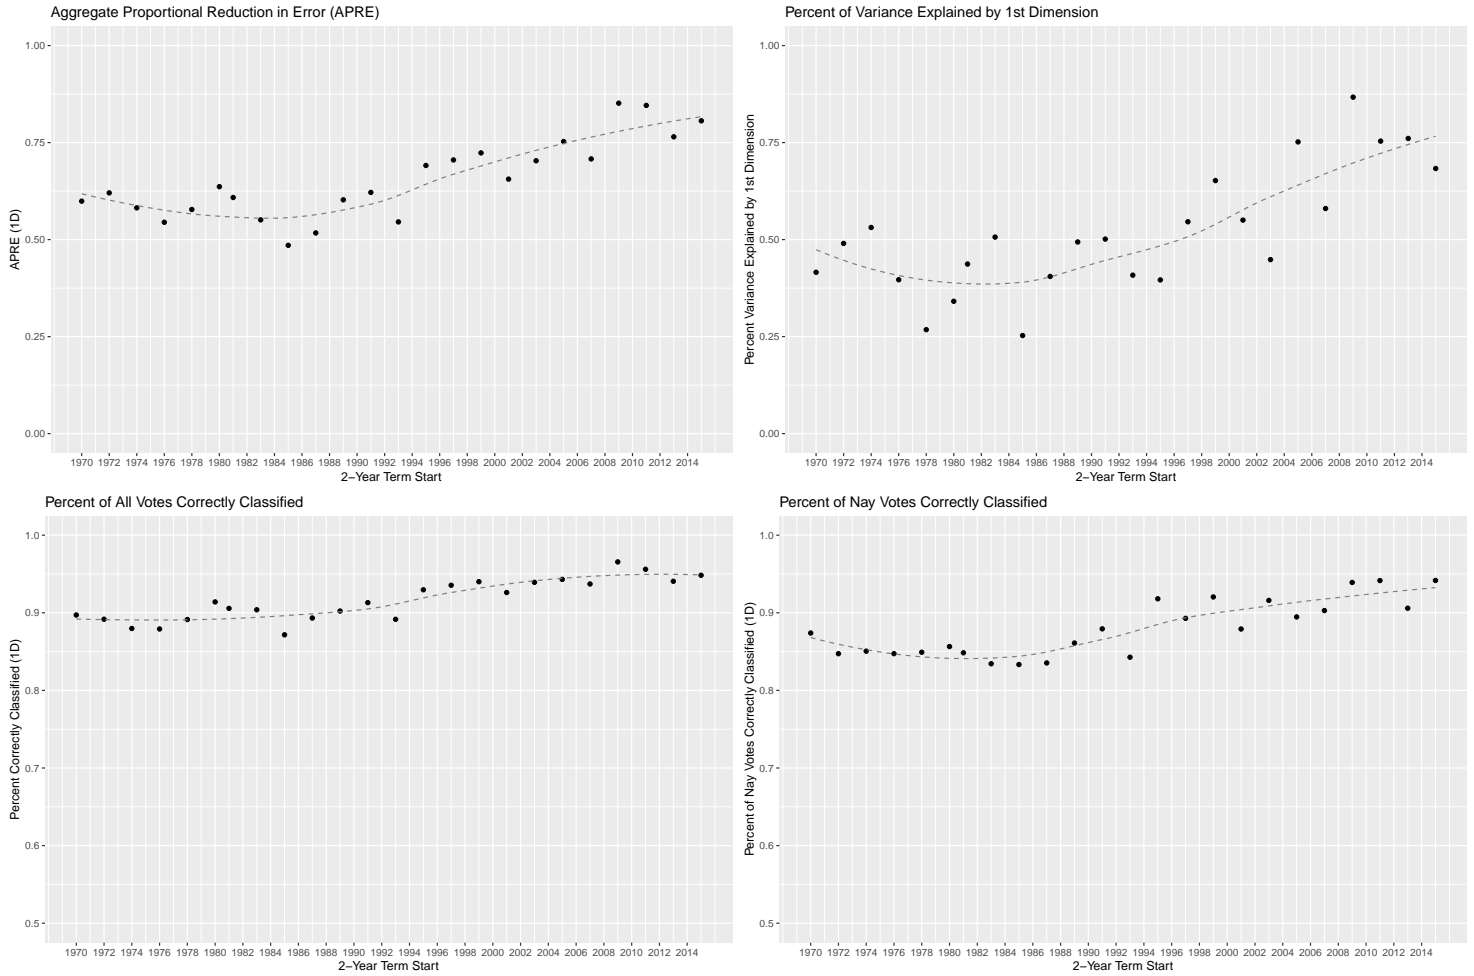 Aggregate Proportional Reduction in Error (APRE)
1.00
0.75
0.50
0.25
0.00
APRE (1D)
1970 1972 1974 1976 1978 1980 1982 1984 1986 1988 1990 1992 1994 1996 1998 2000 2002 2004 2006 2008 2010 2012 2014
2−Year Term Start
Percent of Variance Explained by 1st Dimension
1.00
0.75
0.50
0.25
0.00
Percent Variance Explained by 1st Dimension
1970 1972 1974 1976 1978 1980 1982 1984 1986 1988 1990 1992 1994 1996 1998 2000 2002 2004 2006 2008 2010 2012 2014
2−Year Term Start
Percent of All Votes Correctly Classified
1.0
0.9
0.8
0.7
0.6
0.5
Percent Correctly Classified (1D)
1970 1972 1974 1976 1978 1980 1982 1984 1986 1988 1990 1992 1994 1996 1998 2000 2002 2004 2006 2008 2010 2012 2014
2−Year Term Start
Percent of Nay Votes Correctly Classified
1.0
0.9
0.8
0.7
0.6
0.5
Percent of Nay Votes Correctly Classified (1D)
1970 1972 1974 1976 1978 1980 1982 1984 1986 1988 1990 1992 1994 1996 1998 2000 2002 2004 2006 2008 2010 2012 2014
2−Year Term Start